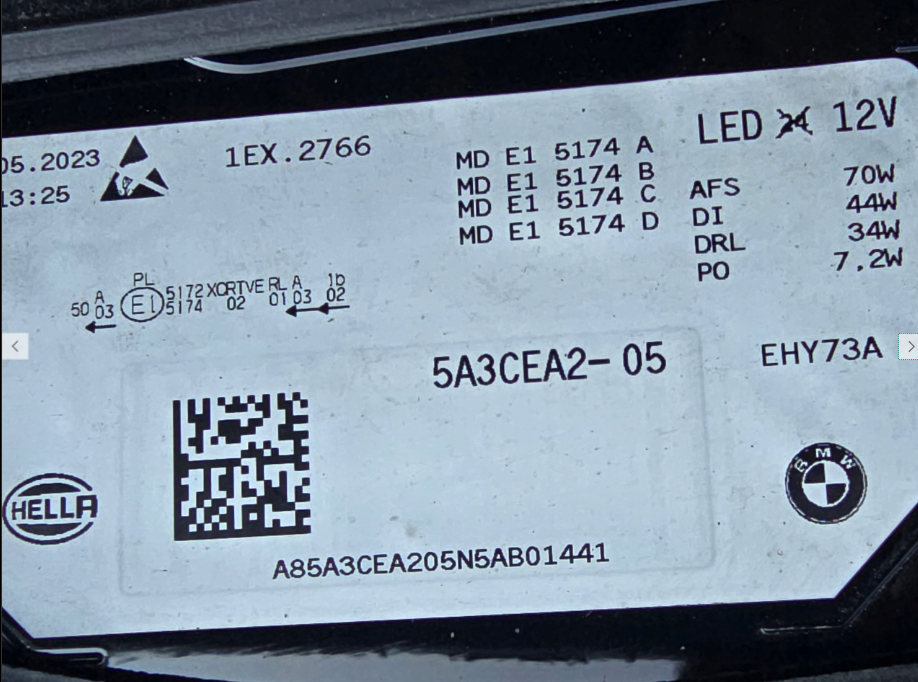 05.2023
13:25
1EX.2766
MD E1 5174 A
MD E1 5174 B
MD E1 5174 C
MD E1 5174 D
LED 24 12V
AFS 70W
DI 44W
DRL 34W
PO 7.2W
PL
50 A 03 E1 5172 XCRTVE RL A 1b
5174 02 01 03 02
5A3CEA2-05
EHY73A
HELLA
BMW
A85A3CEA205N5AB01441